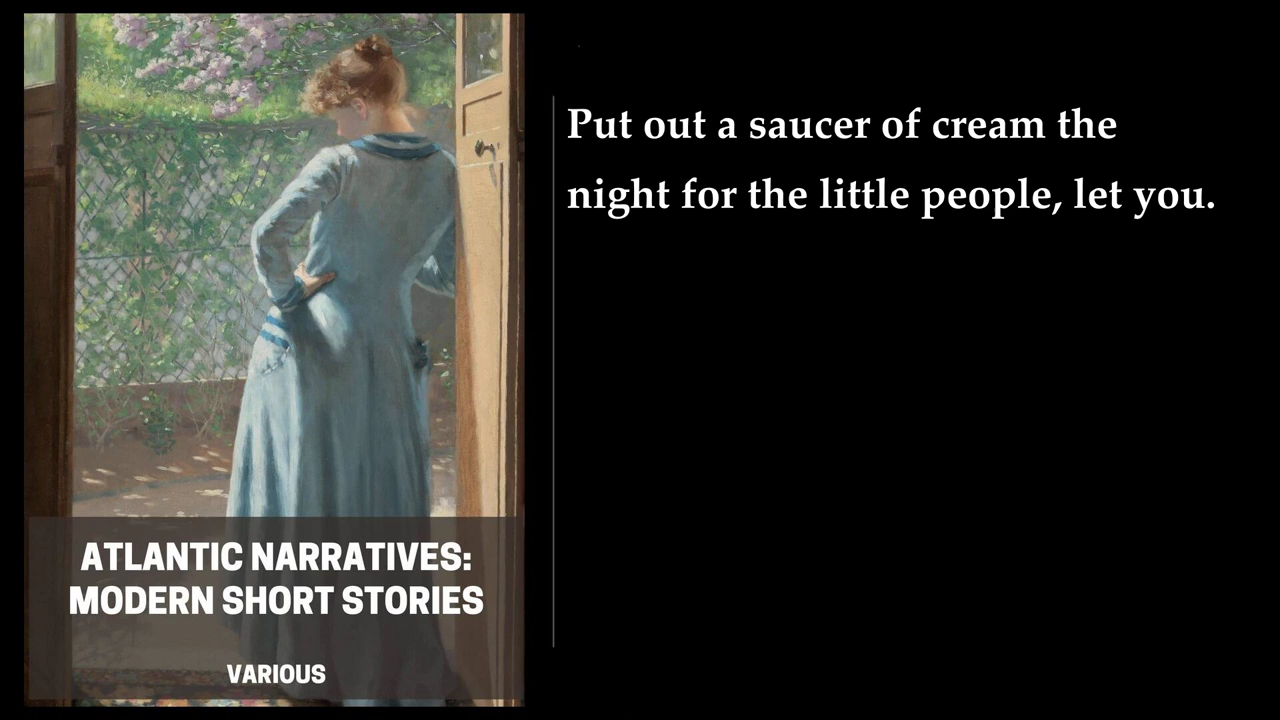 Put out a saucer of cream the
night for the little people, let you.
ATLANTIC NARRATIVES:
MODERN SHORT STORIES
VARIOUS